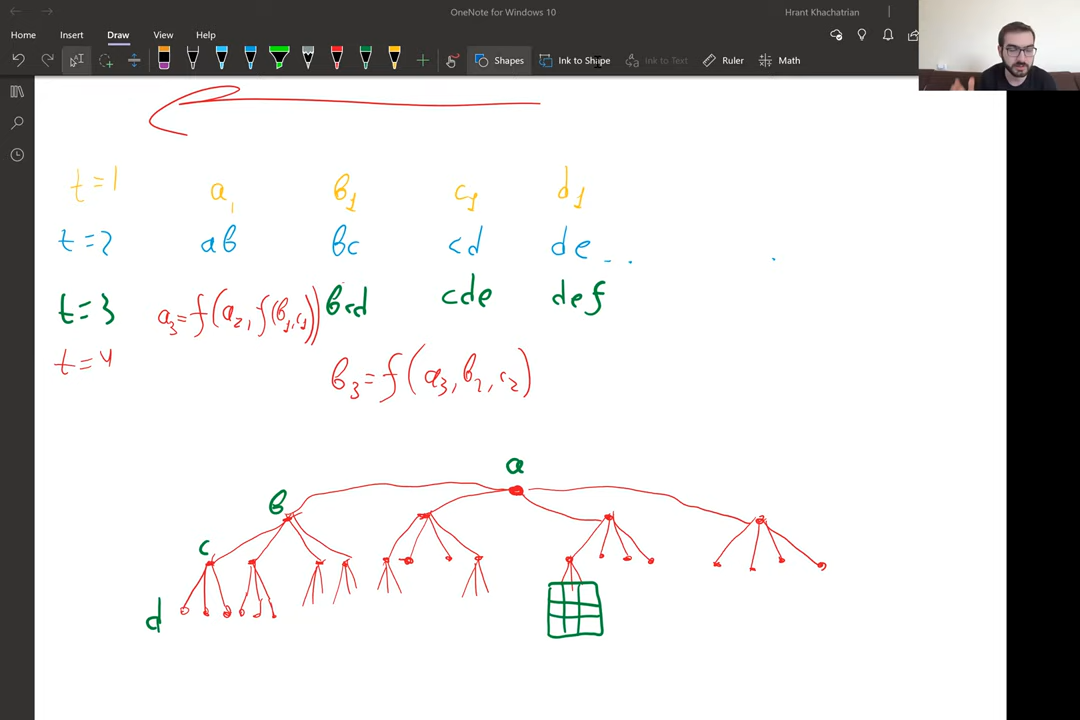 OneNote for Windows 10
Hrant Khachatrian
Home Insert Draw View Help
Shapes Ink to Shape Ink to Text Ruler Math
t=1 a₁ b₁ c₁ d₁
t=2 ab bc cd de ...
t=3 a₃=f(a₂, f(b₁,c₁)) bcd cde def
t=4
b₃=f(a₃, b₂, c₂)
a
b
c
d